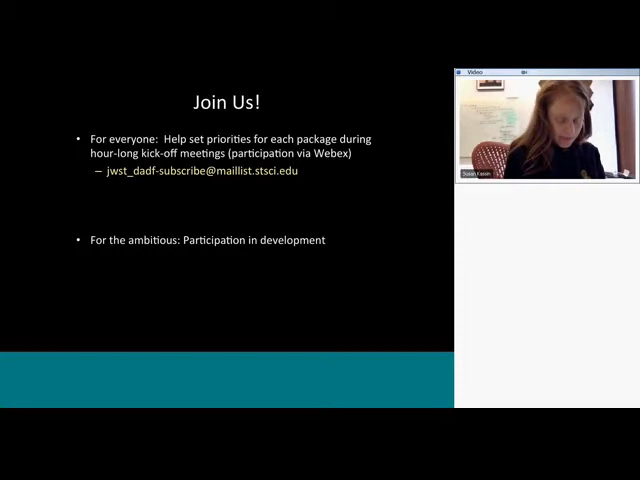 Join Us!
• For everyone: Help set priorities for each package during
hour-long kick-off meetings (participation via Webex)
– jwst_dadf-subscribe@maillist.stsci.edu
• For the ambitious: Participation in development
Video
Susan Kassin